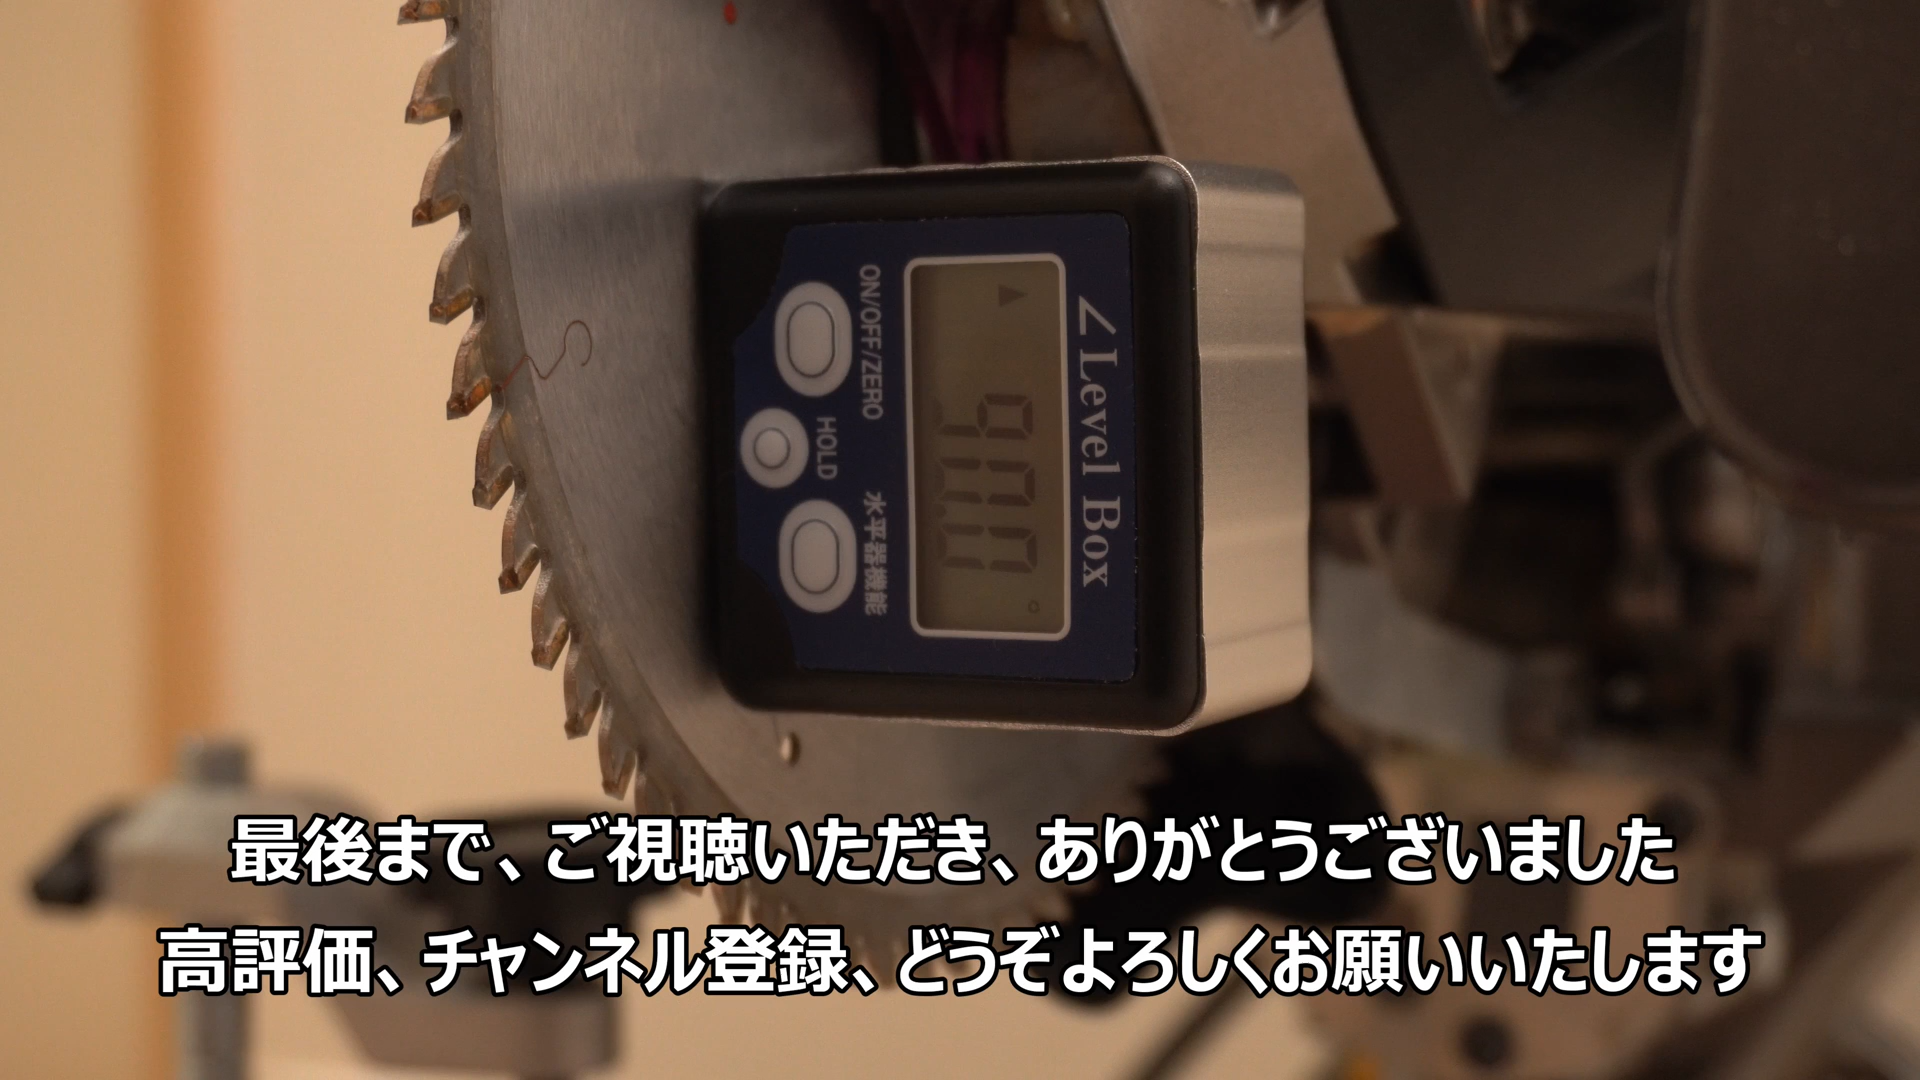 ∠Level Box
90.0°
ON/OFF/ZERO
HOLD
水平器機能
最後まで、ご視聴いただき、ありがとうございました
高評価、チャンネル登録、どうぞよろしくお願いいたします